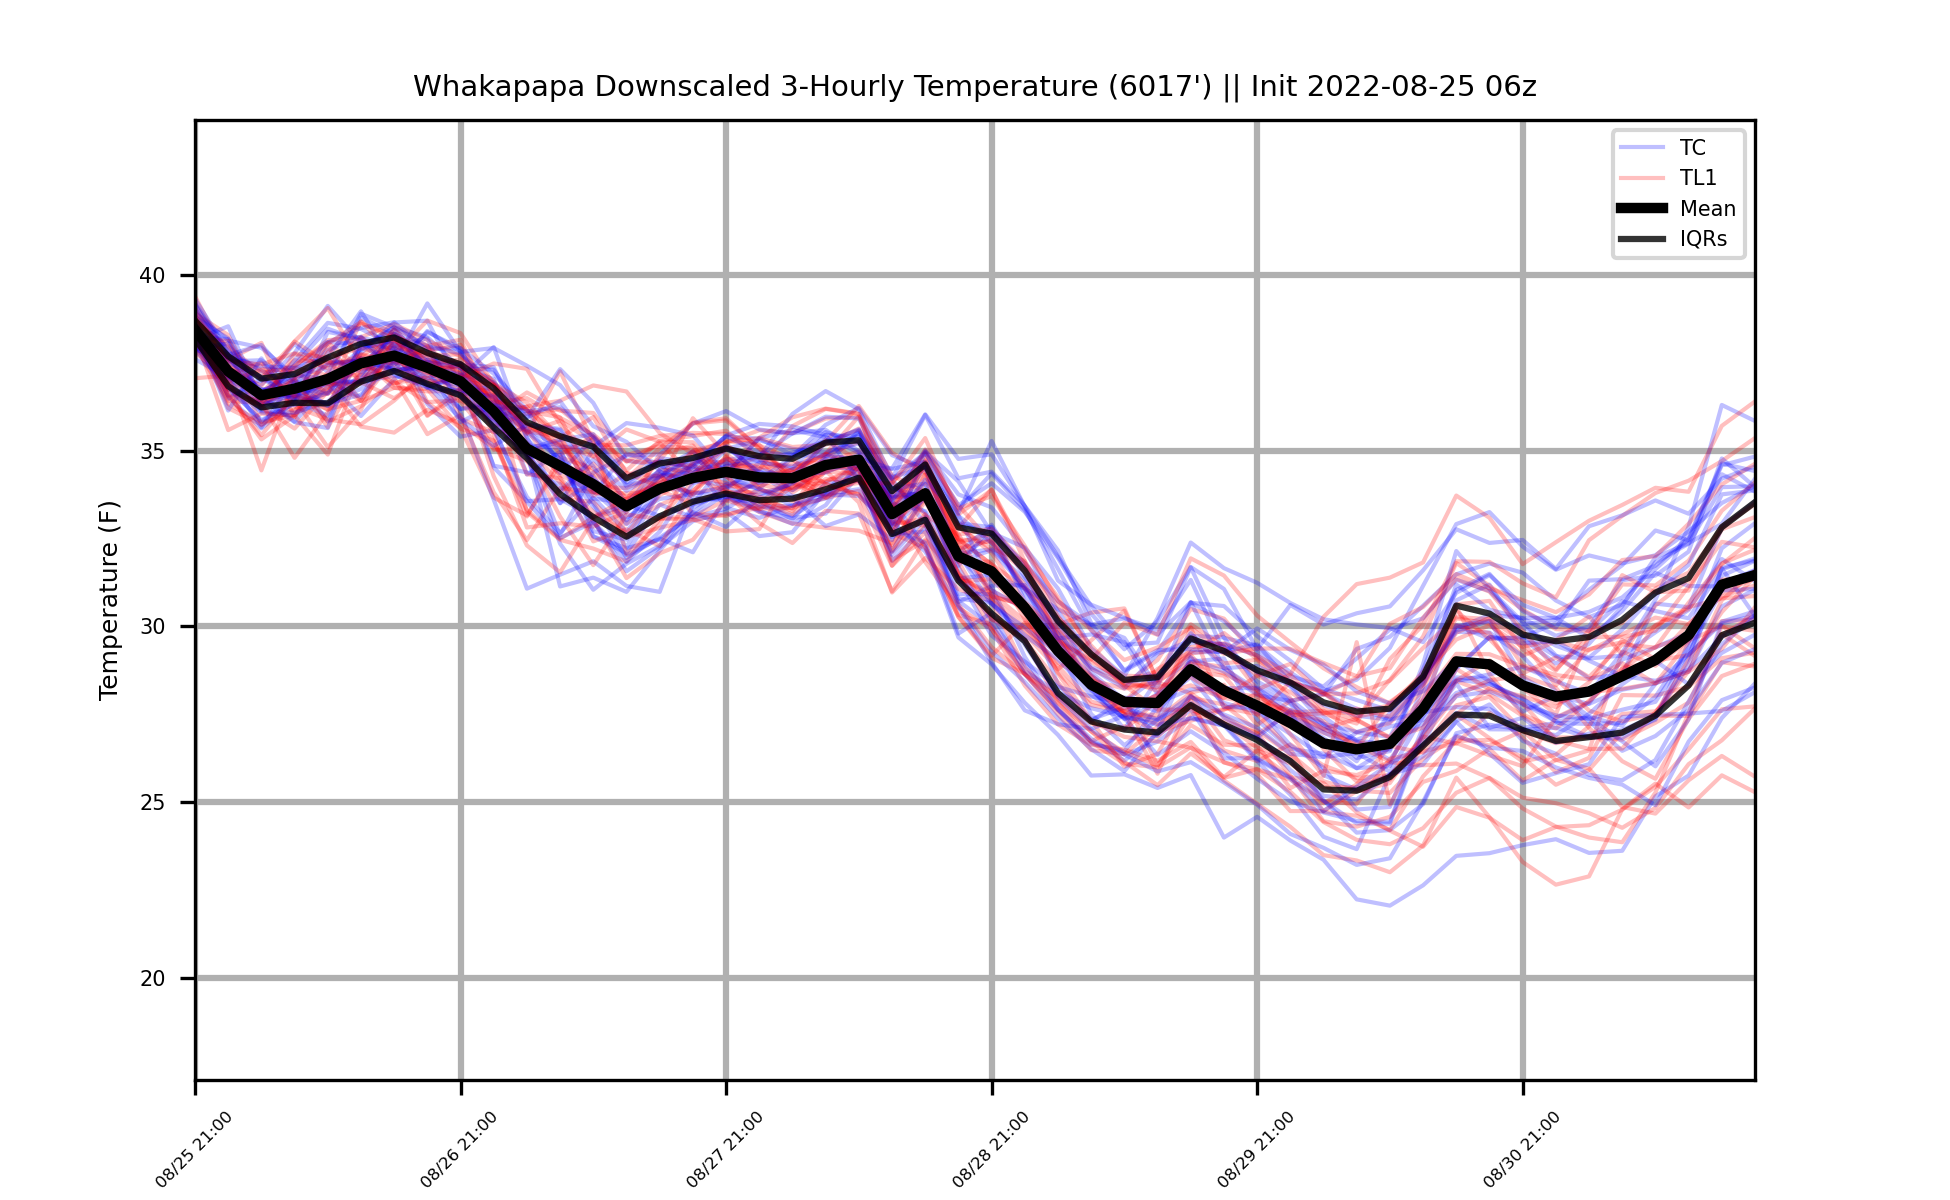 Whakapapa Downscaled 3-Hourly Temperature (6017') || Init 2022-08-25 06z
TC
TL1
Mean
IQRs
Temperature (F)
40
35
30
25
20
08/25 21:00
08/26 21:00
08/27 21:00
08/28 21:00
08/29 21:00
08/30 21:00